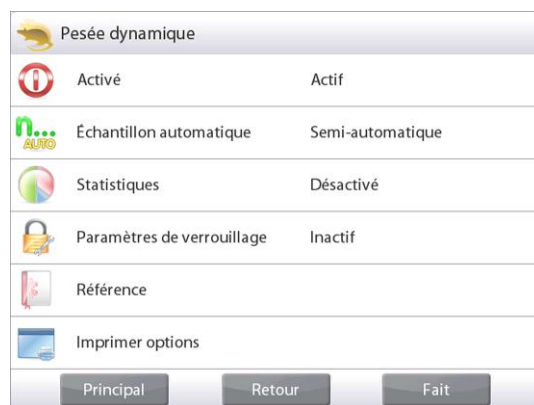 Pesée dynamique
Activé Actif
n... AUTO Échantillon automatique Semi-automatique
Statistiques Désactivé
Paramètres de verrouillage Inactif
Référence
Imprimer options
Principal Retour Fait